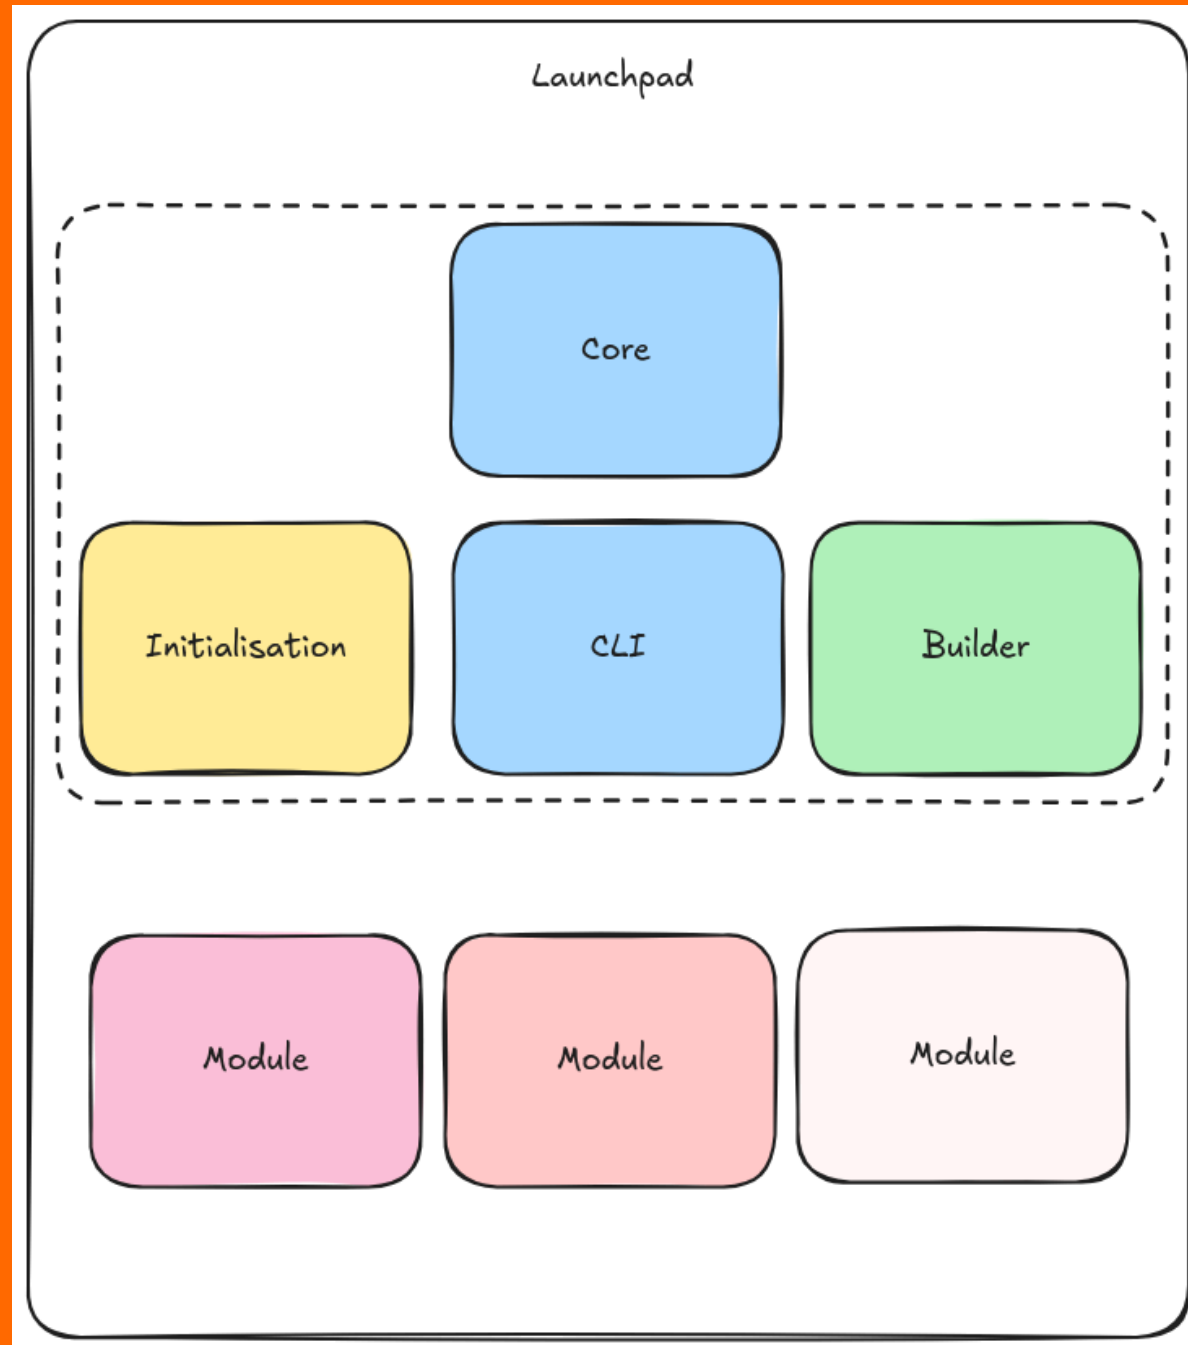 Launchpad
Core
Initialisation
CLI
Builder
Module
Module
Module